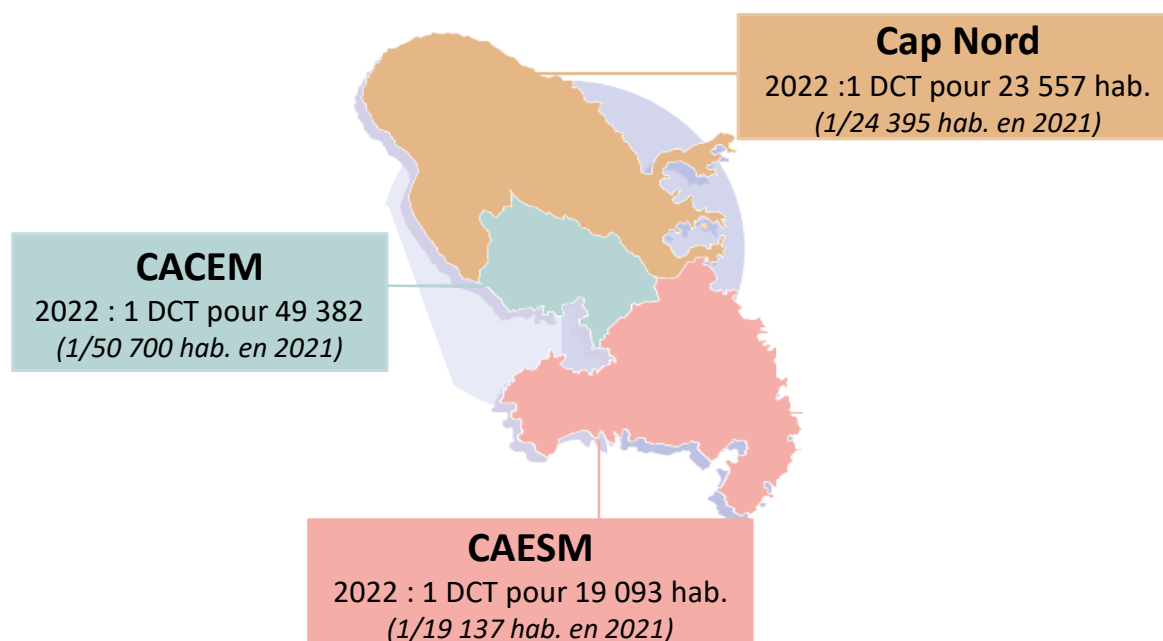 Cap Nord
2022 :1 DCT pour 23 557 hab.
(1/24 395 hab. en 2021)
CACEM
2022 : 1 DCT pour 49 382
(1/50 700 hab. en 2021)
CAESM
2022 : 1 DCT pour 19 093 hab.
(1/19 137 hab. en 2021)